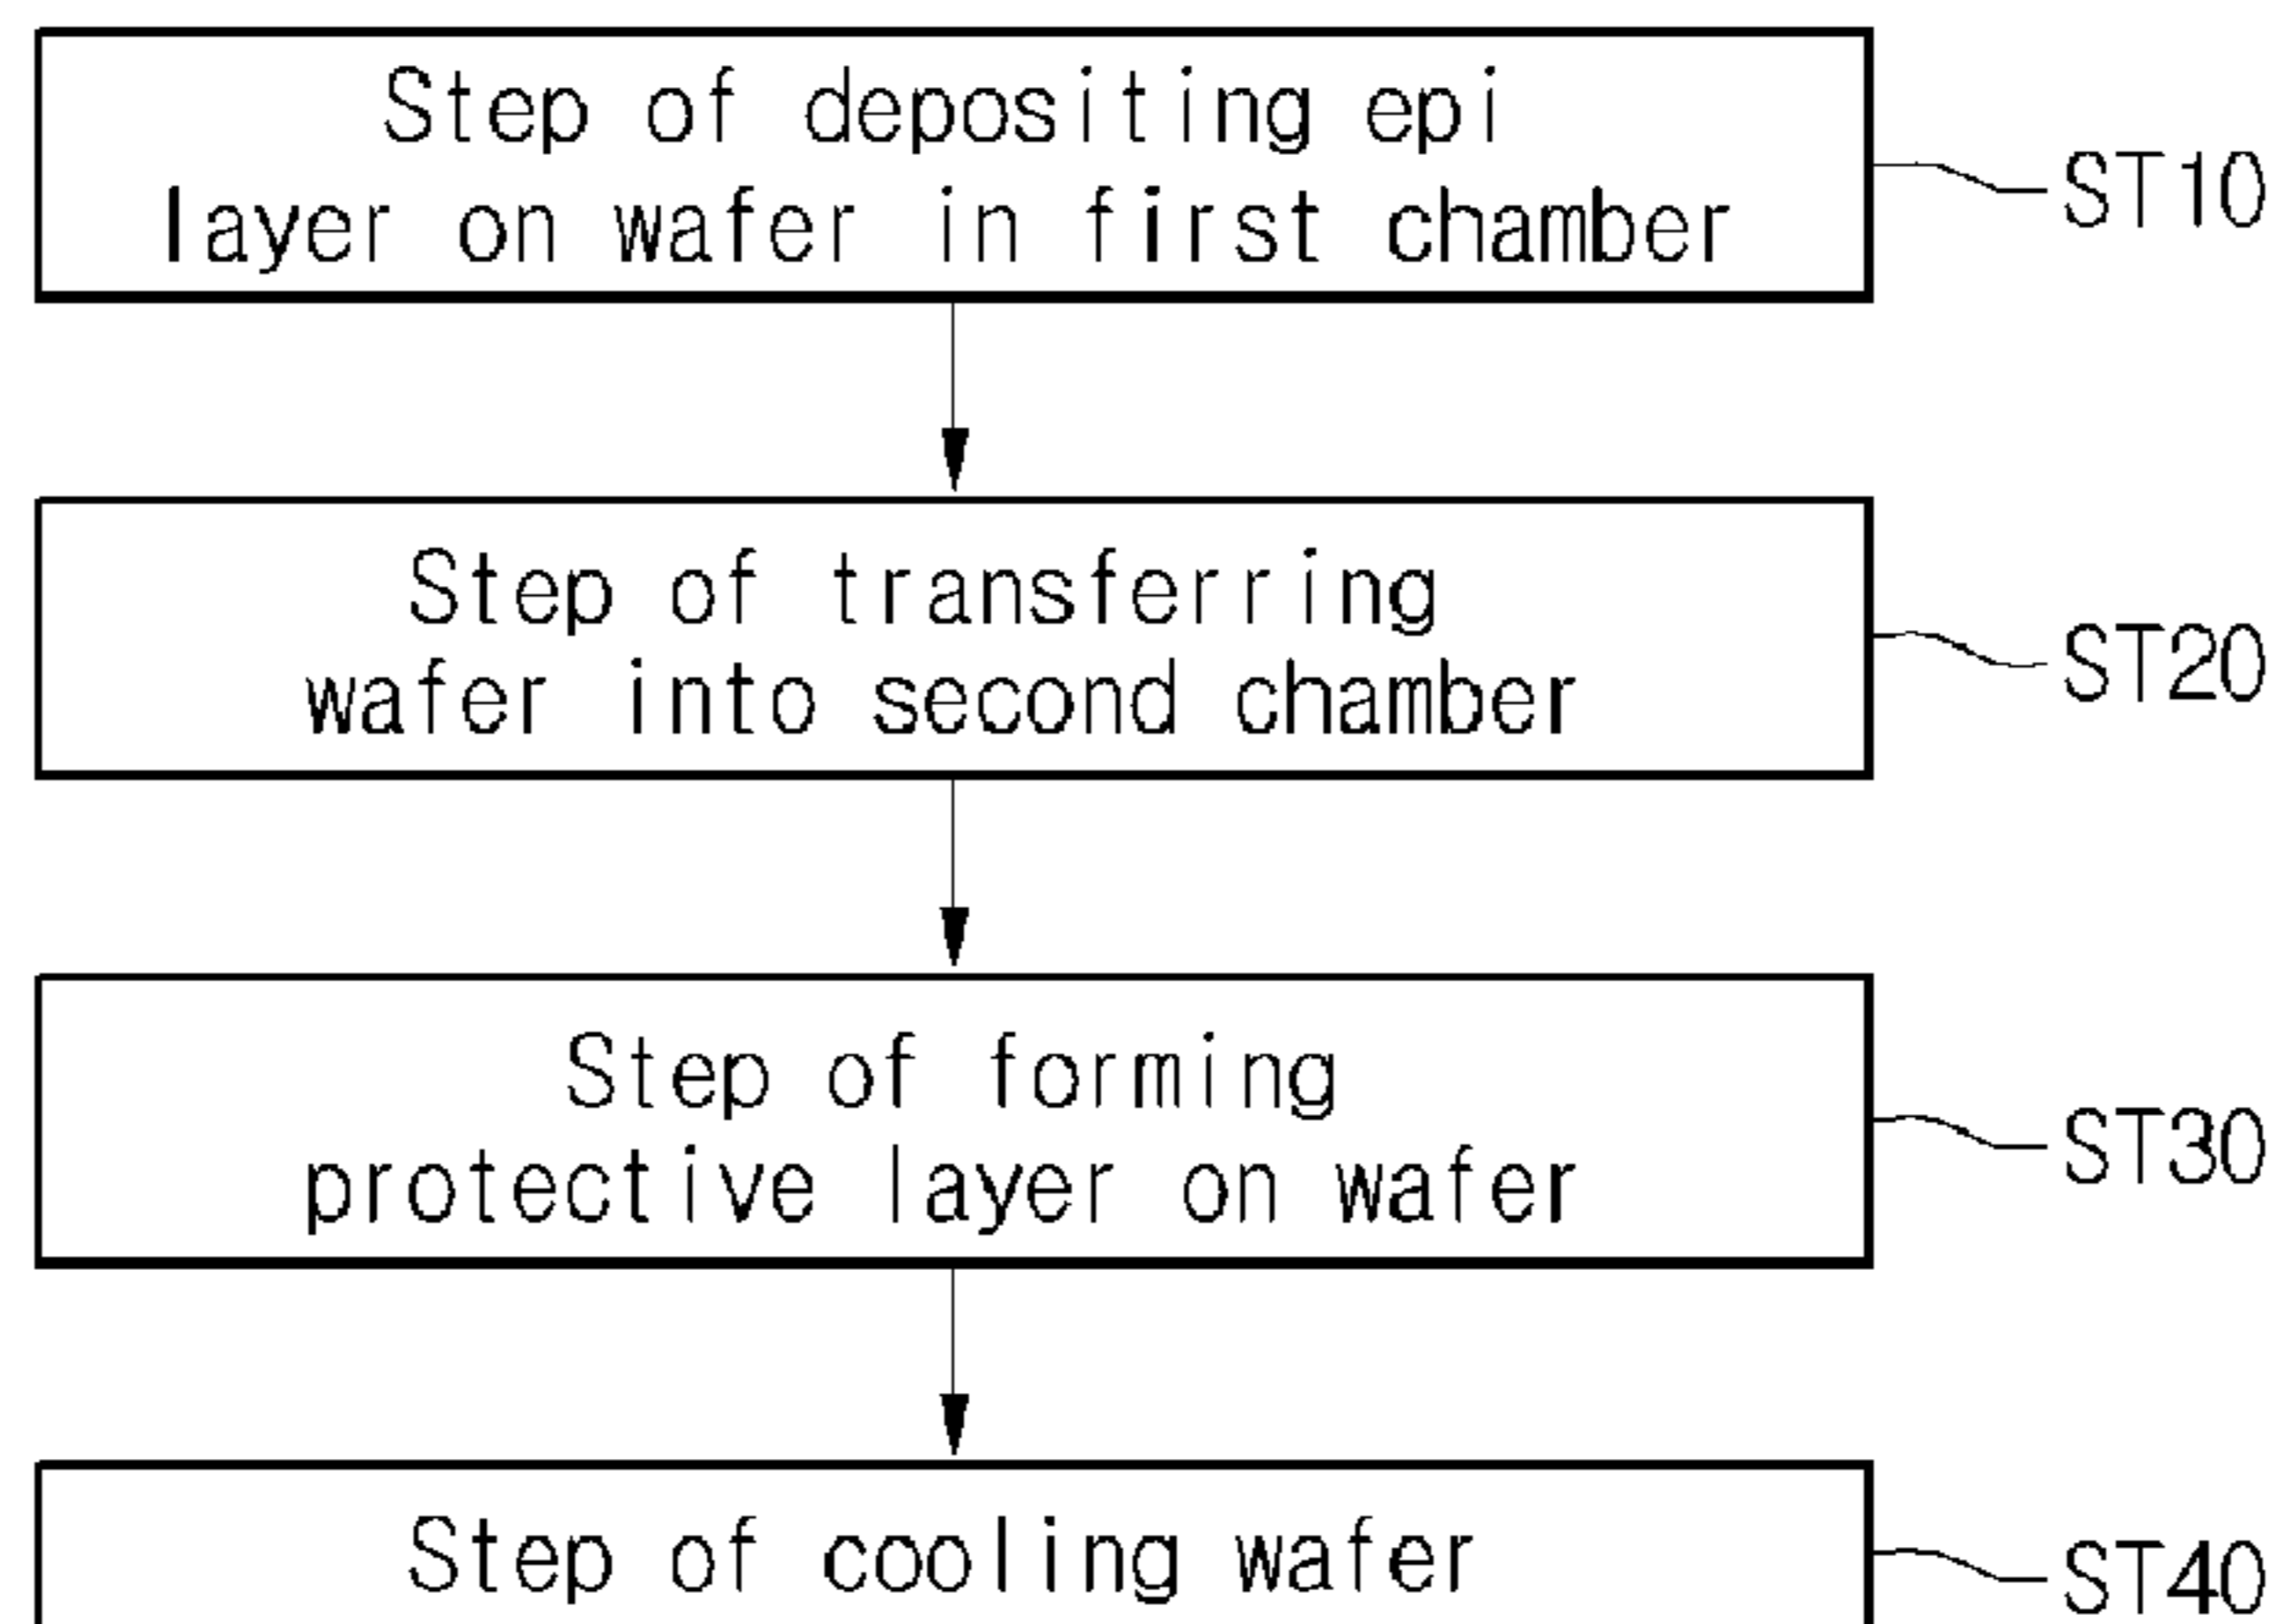 Step of depositing epi
layer on wafer in first chamber
ST10
Step of transferring
wafer into second chamber
ST20
Step of forming
protective layer on wafer
ST30
Step of cooling wafer
ST40